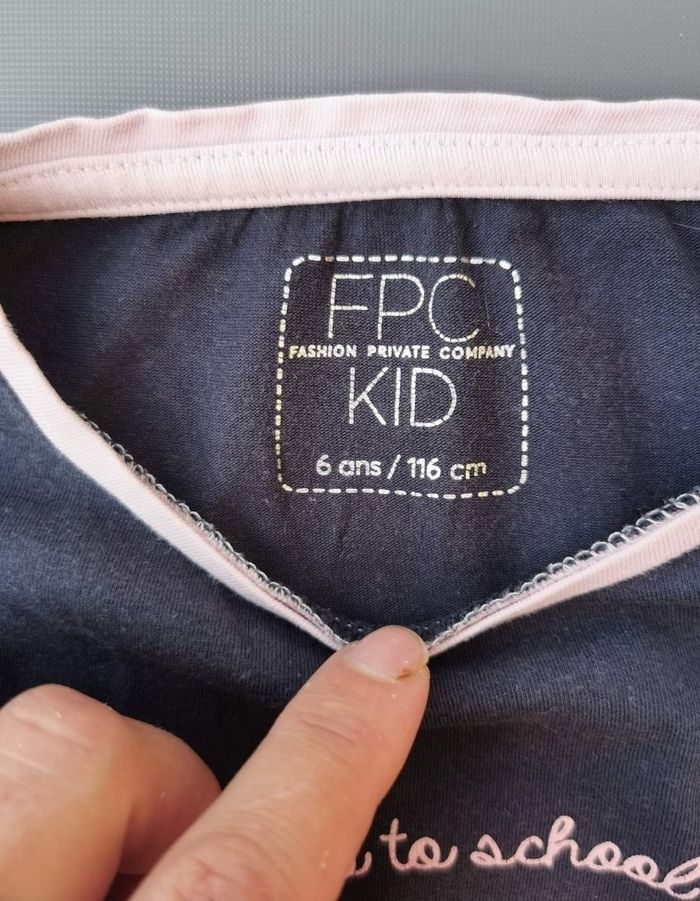 FPC
FASHION PRIVATE COMPANY
KID
6 ans / 116 cm
to school